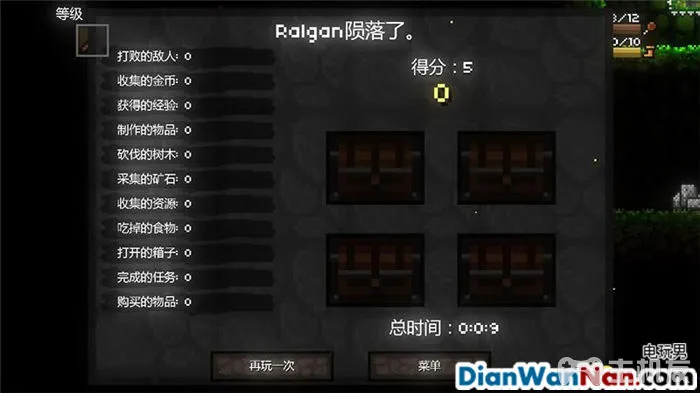 等级
Ralgan陨落了。
8/12
0/10
得分：5
0
打败的敌人: 0
收集的金币: 0
获得的经验: 0
制作的物品: 0
砍伐的树木: 0
采集的矿石: 0
收集的资源: 0
吃掉的食物: 0
打开的箱子: 0
完成的任务: 0
购买的物品: 0
总时间：0:0:9
再玩一次
菜单
电玩男
DianWanNan.com